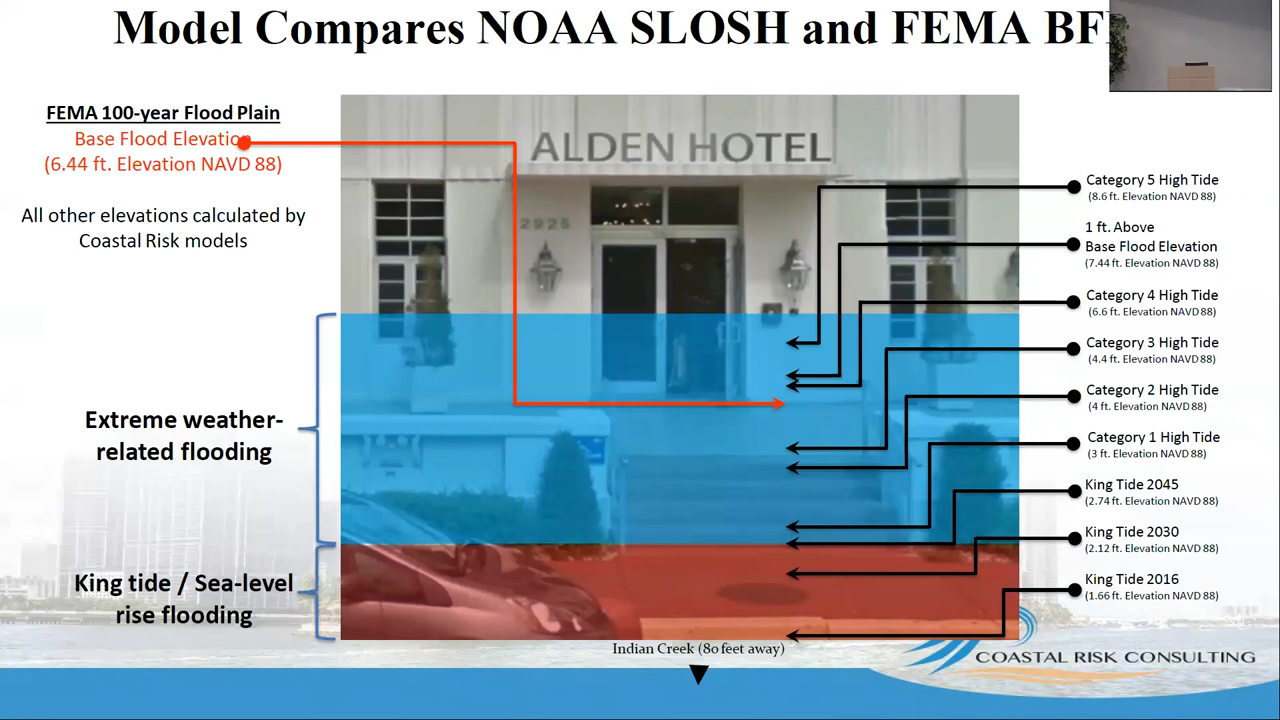 Model Compares NOAA SLOSH and FEMA BF
FEMA 100-year Flood Plain
Base Flood Elevation
(6.44 ft. Elevation NAVD 88)
All other elevations calculated by
Coastal Risk models
Extreme weather-
related flooding
King tide / Sea-level
rise flooding
ALDEN HOTEL
2925
Category 5 High Tide
(8.6 ft. Elevation NAVD 88)
1 ft. Above
Base Flood Elevation
(7.44 ft. Elevation NAVD 88)
Category 4 High Tide
(6.6 ft. Elevation NAVD 88)
Category 3 High Tide
(4.4 ft. Elevation NAVD 88)
Category 2 High Tide
(4 ft. Elevation NAVD 88)
Category 1 High Tide
(3 ft. Elevation NAVD 88)
King Tide 2045
(2.74 ft. Elevation NAVD 88)
King Tide 2030
(2.12 ft. Elevation NAVD 88)
King Tide 2016
(1.66 ft. Elevation NAVD 88)
Indian Creek (80 feet away)
COASTAL RISK CONSULTING